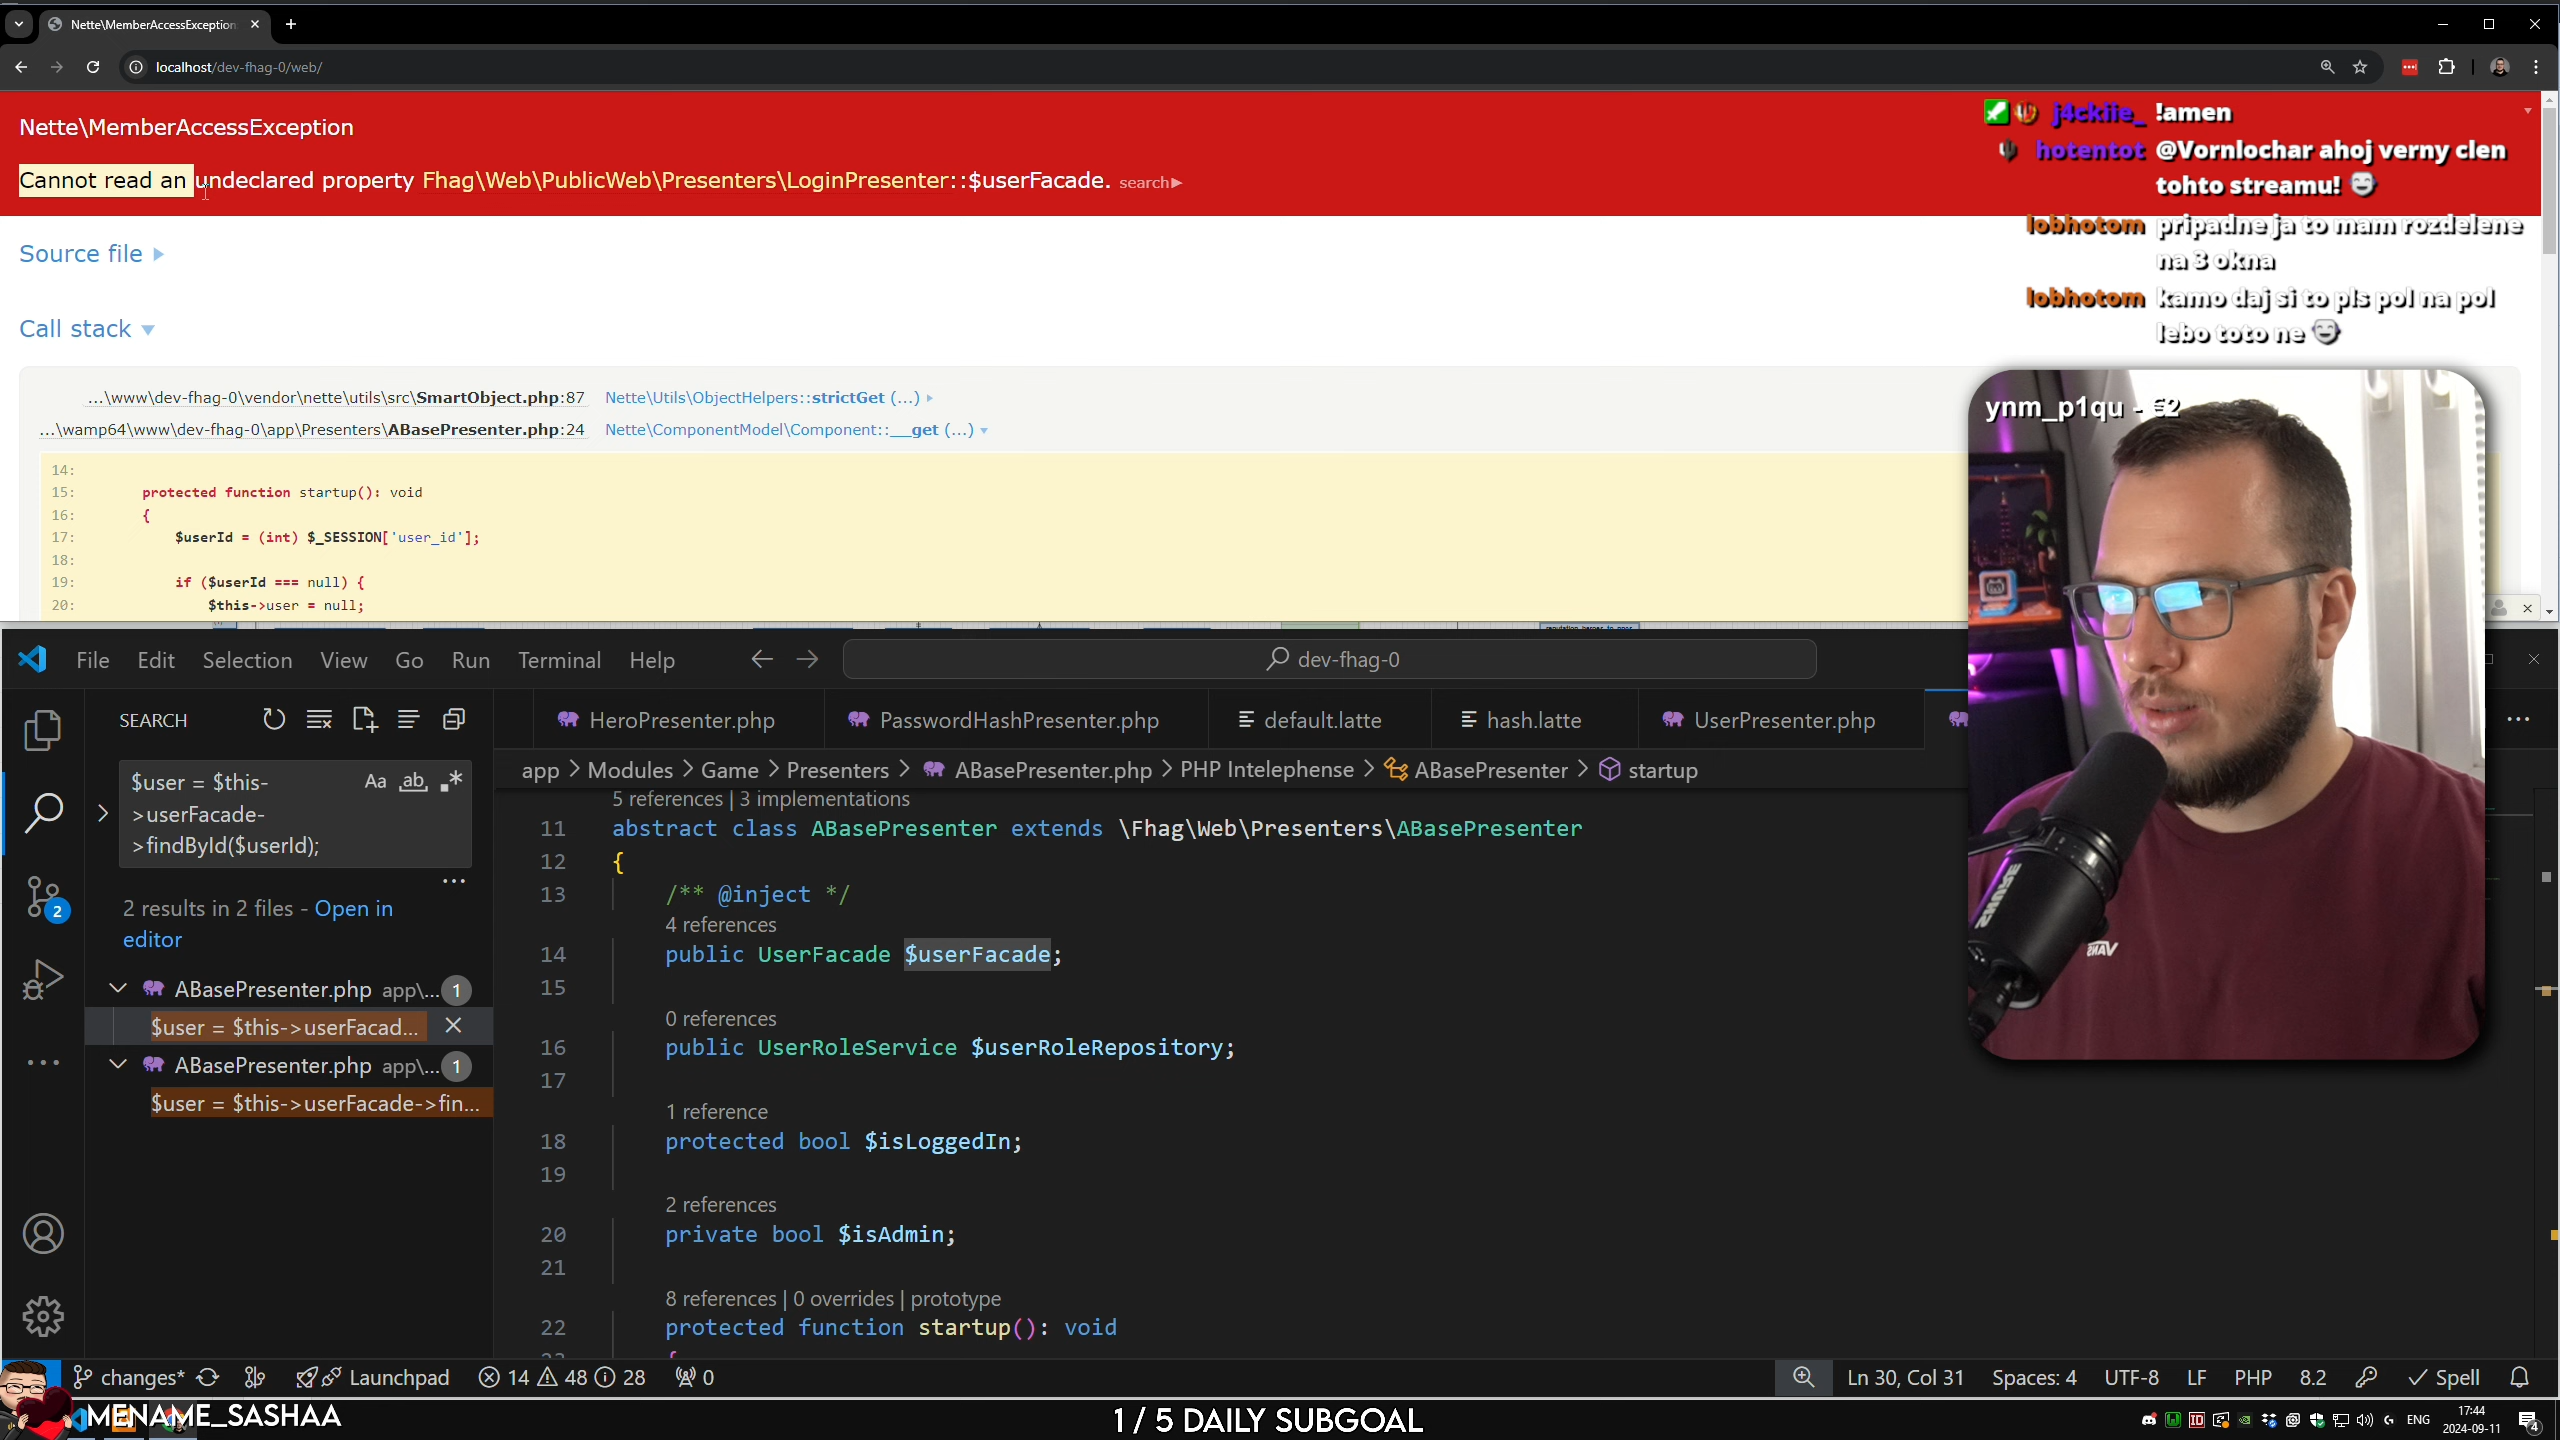 Nette\MemberAccessException
localhost/dev-fhag-0/web/
Nette\MemberAccessException
Cannot read an undeclared property Fhag\Web\PublicWeb\Presenters\LoginPresenter::$userFacade. search►
Source file
Call stack
...\www\dev-fhag-0\vendor\nette\utils\src\SmartObject.php:87 Nette\Utils\ObjectHelpers::strictGet (...)
...\wamp64\www\dev-fhag-0\app\Presenters\ABasePresenter.php:24 Nette\ComponentModel\Component::__get (...)
14:
15: protected function startup(): void
16: {
17: $userId = (int) $_SESSION['user_id'];
18:
19: if ($userId === null) {
20: $this->user = null;
j4ckiie_ !amen
hotentot @Vornlochar ahoj verny clen
tohto streamu!
lobhotom pripadne ja to mam rozdelene
na 3 okna
lobhotom kamo daj si to pls pol na pol
lebo toto ne
ynm_p1qu - €2
File Edit Selection View Go Run Terminal Help
dev-fhag-0
SEARCH
$user = $this-
>userFacade-
>findById($userId);
Aa ab
2 results in 2 files - Open in
editor
ABasePresenter.php app\... 1
$user = $this->userFacad...
ABasePresenter.php app\... 1
$user = $this->userFacade->fin...
2
HeroPresenter.php PasswordHashPresenter.php default.latte hash.latte UserPresenter.php
app > Modules > Game > Presenters > ABasePresenter.php > PHP Intelephense > ABasePresenter > startup
5 references | 3 implementations
11 abstract class ABasePresenter extends \Fhag\Web\Presenters\ABasePresenter
12 {
13 /** @inject */
4 references
14 public UserFacade $userFacade;
15
0 references
16 public UserRoleService $userRoleRepository;
17
1 reference
18 protected bool $isLoggedIn;
19
2 references
20 private bool $isAdmin;
21
8 references | 0 overrides | prototype
22 protected function startup(): void
VANS
SHURE
changes* Launchpad 14 48 28 0
Ln 30, Col 31 Spaces: 4 UTF-8 LF PHP 8.2 Spell
MENAME_SASHAA
1 / 5 DAILY SUBGOAL
ENG
17:44
2024-09-11
4